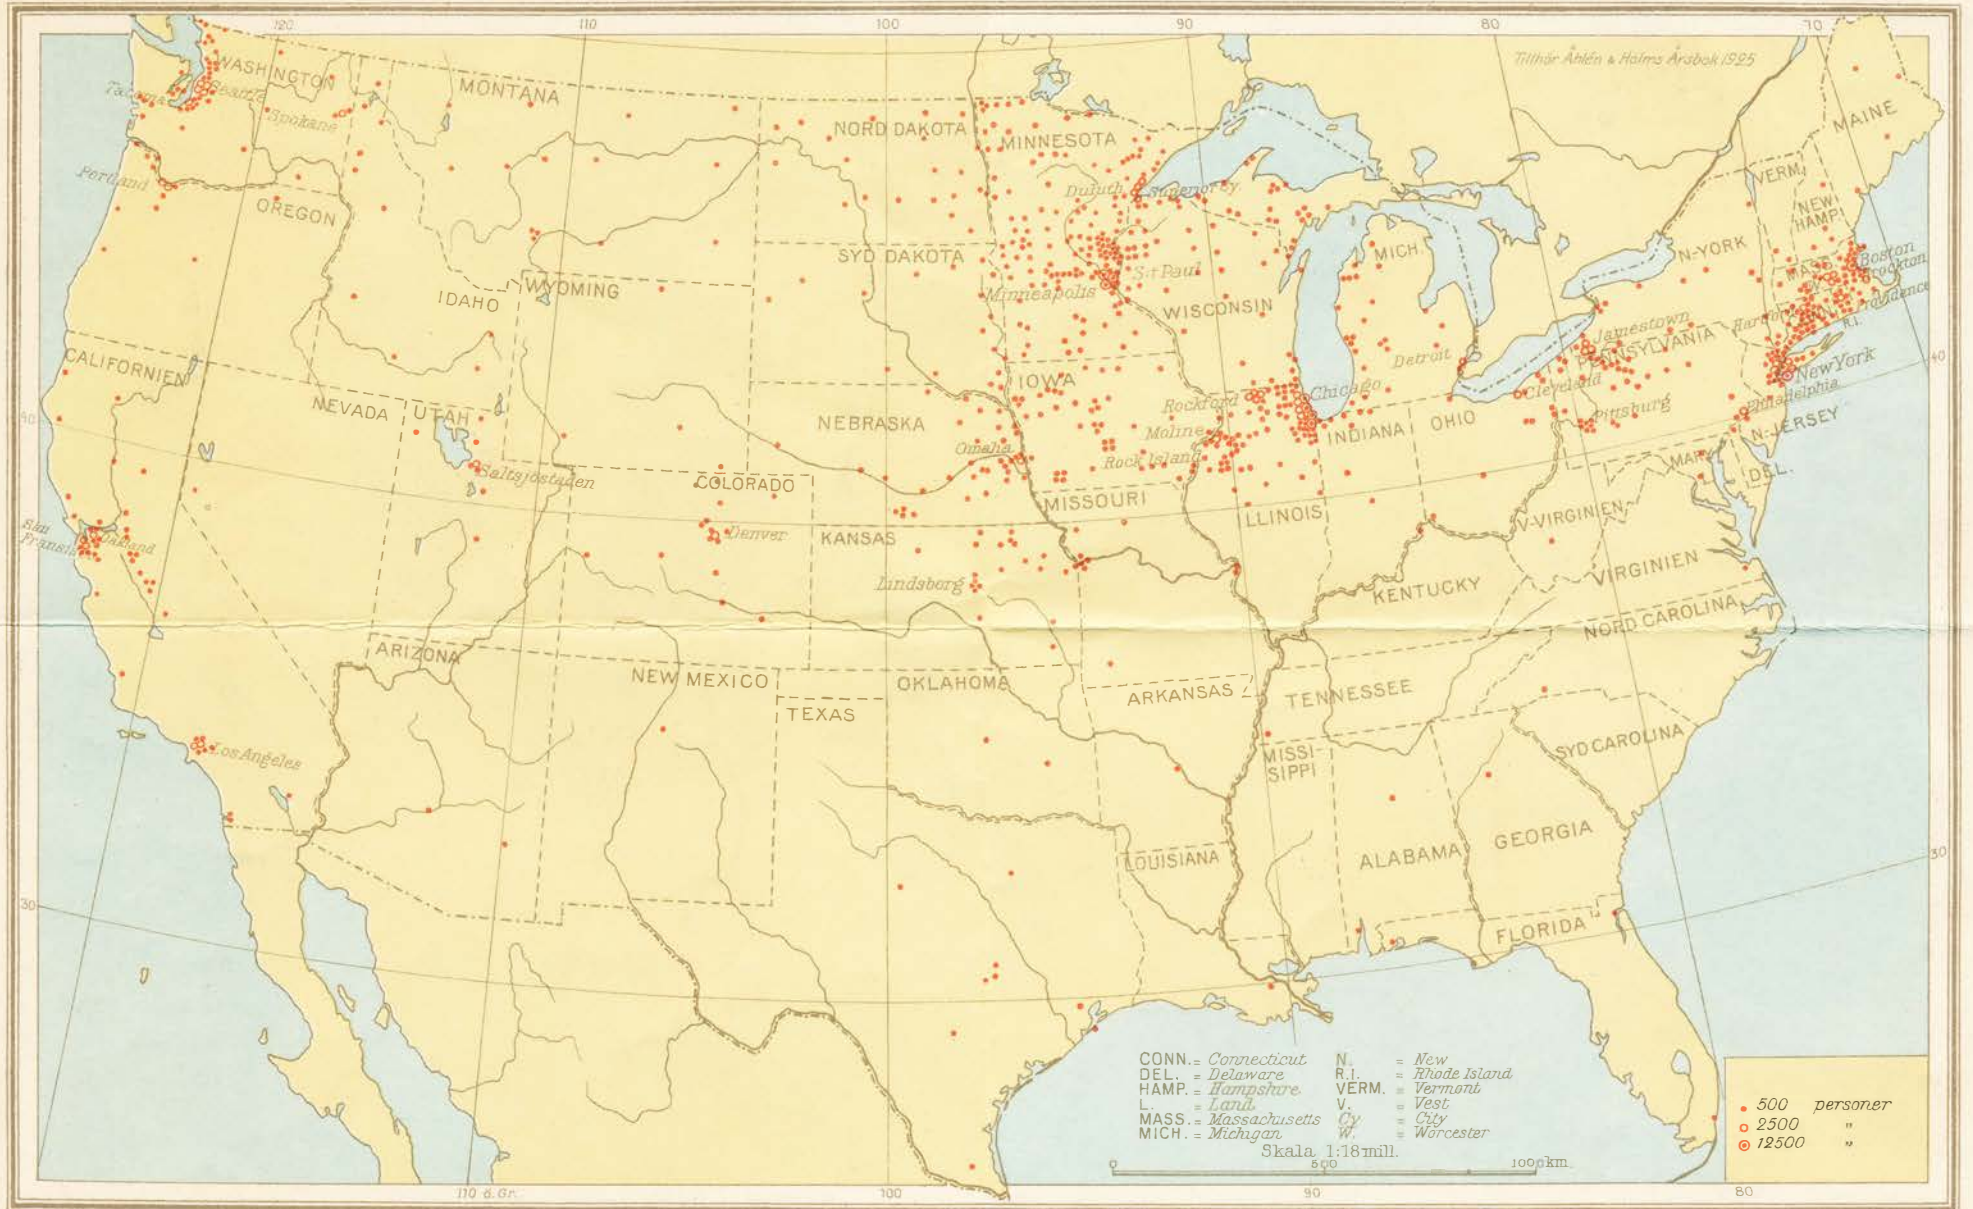 120
110
100
90
80
70
Tillhör Åhlén & Holms Årsbok 1925
WASHINGTON
Seattle
Tacoma
Spokane
MONTANA
NORD DAKOTA
MINNESOTA
MAINE
Portland
OREGON
Duluth
Superior Cy.
VERM.
NEW
HAMP.
SYD DAKOTA
MICH.
N-YORK
MASS.
Boston
Brockton
IDAHO
WYOMING
S:t Paul
Minneapolis
WISCONSIN
W.
Providence
Hartford
CONN.
R.I.
Jamestown
PENNSYLVANIA
Detroit
CALIFORNIEN
40
NEVADA
UTAH
IOWA
Chicago
Rockford
Cleveland
New York
Philadelphia
40
NEBRASKA
Moline
Pittsburg
N-JERSEY
INDIANA
OHIO
Omaha
Rock Island
MARYL.
DEL.
Saltsjöstaden
COLORADO
MISSOURI
ILLINOIS
V-VIRGINIEN
San
Fransisco
Oakland
Denver
KANSAS
Lindsborg
KENTUCKY
VIRGINIEN
NORD CAROLINA
ARIZONA
NEW MEXICO
OKLAHOMA
TEXAS
ARKANSAS
TENNESSEE
Los Angeles
MISSI-
SIPPI
SYD CAROLINA
LOUISIANA
ALABAMA
GEORGIA
30
30
FLORIDA
CONN. = Connecticut
DEL. = Delaware
HAMP. = Hampshire
L. = Land
MASS. = Massachusetts
MICH. = Michigan
N. = New
R.I. = Rhode Island
VERM. = Vermont
V. = Vest
Cy = City
W. = Worcester
Skala 1:18 mill.
0 500 1000 km
500 personer
2500 "
12500 "
110 ö. Gr.
100
90
80